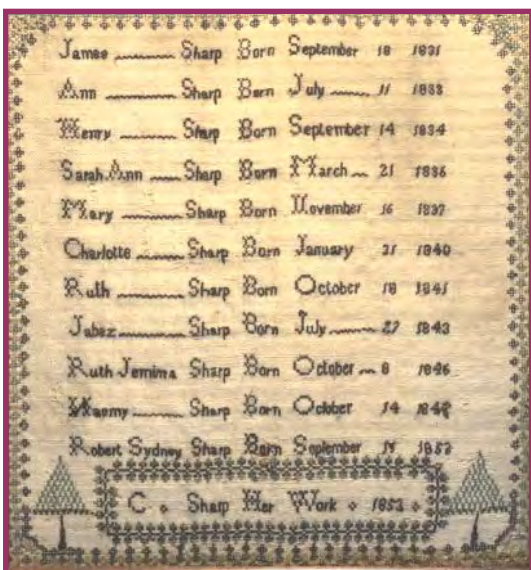 James Sharp Born September 18 1831
Ann Sharp Born July 11 1833
Henry Sharp Born September 14 1834
Sarah Ann Sharp Born March 21 1836
Mary Sharp Born November 16 1837
Charlotte Sharp Born January 21 1840
Ruth Sharp Born October 18 1841
Jabez Sharp Born July 27 1843
Ruth Jemima Sharp Born October 8 1846
Sharp Born October 14
Robert Sydney Sharp Born September
C Sharp Her Work 1853